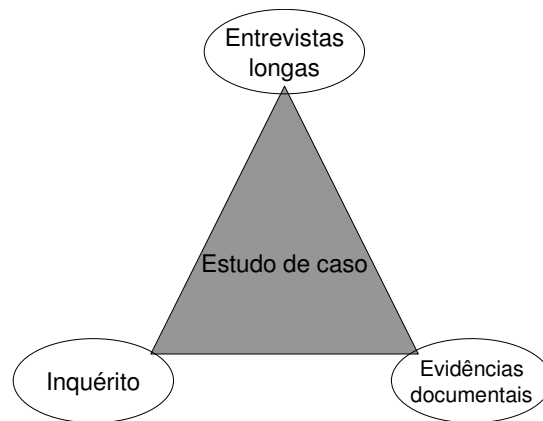 Entrevistas
longas
Estudo de caso
Inquérito
Evidências
documentais